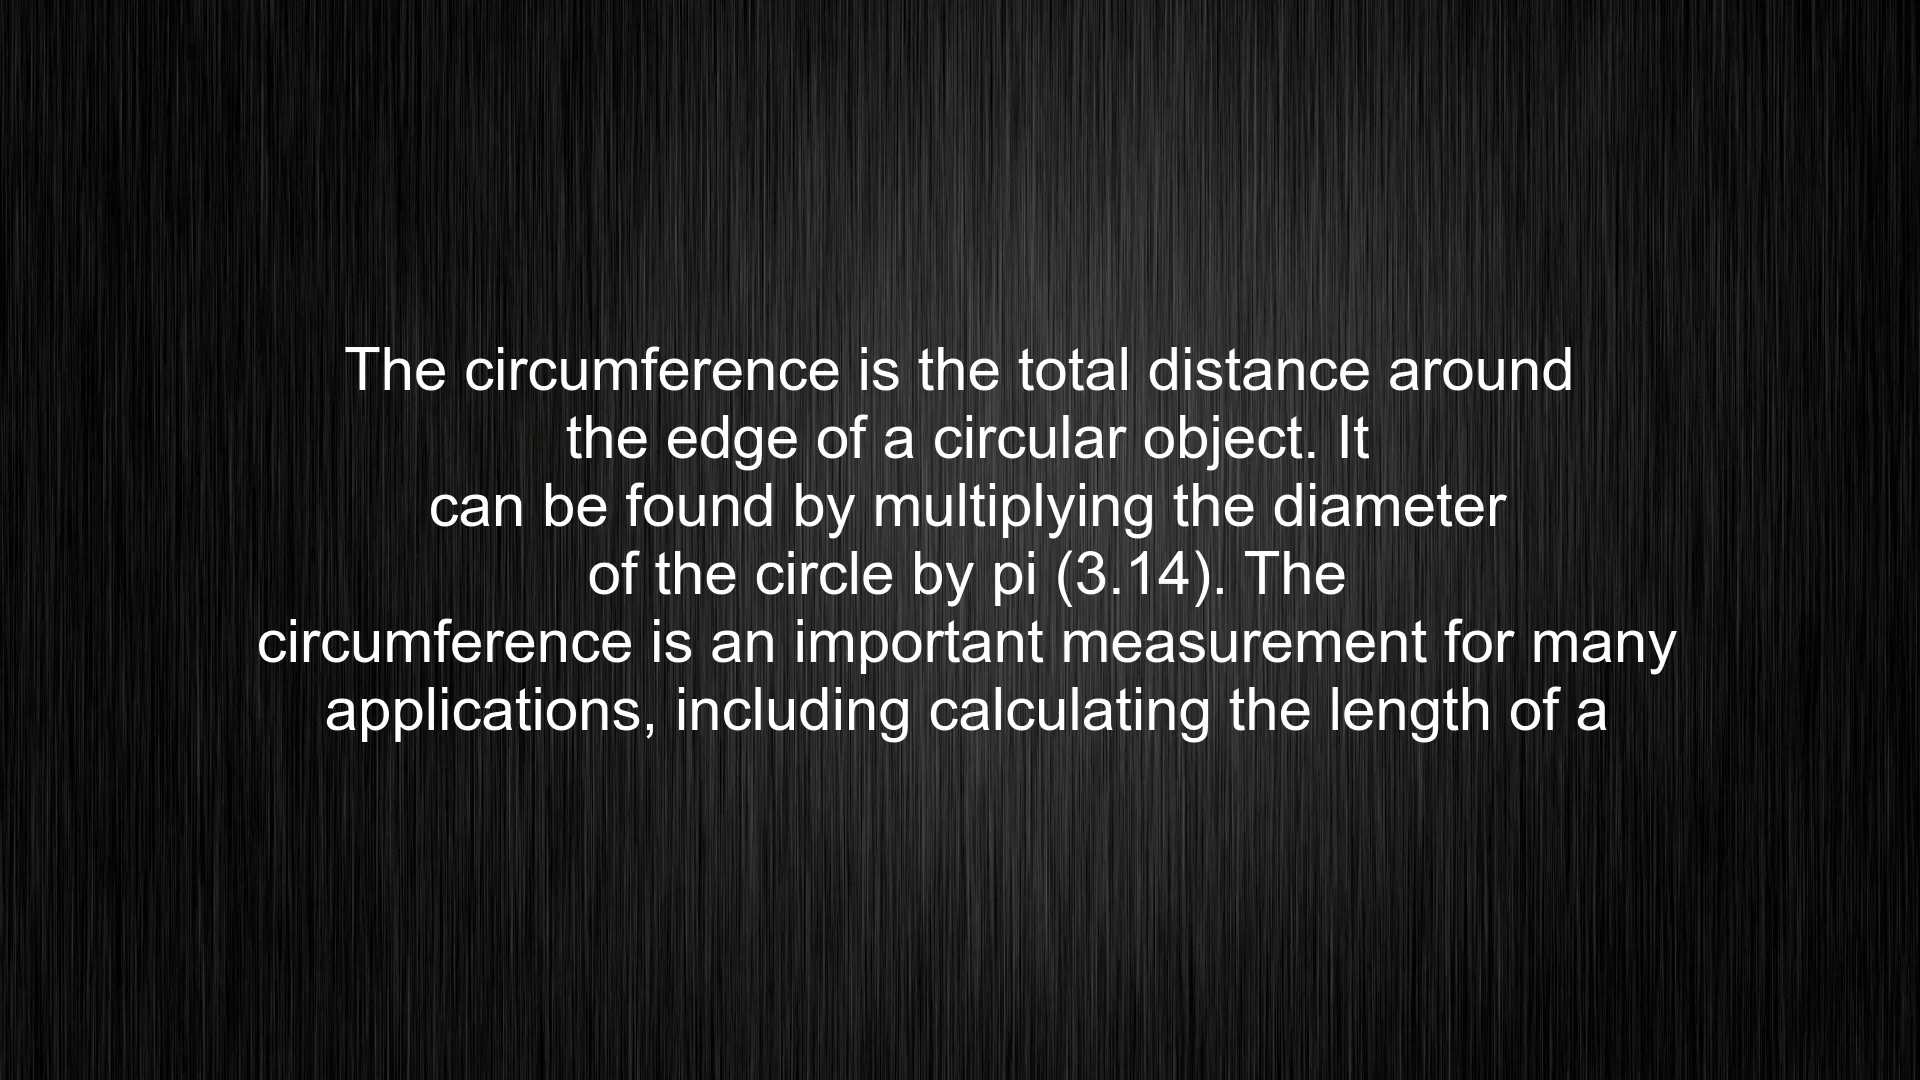 The circumference is the total distance around
the edge of a circular object. It
can be found by multiplying the diameter
of the circle by pi (3.14). The
circumference is an important measurement for many
applications, including calculating the length of a